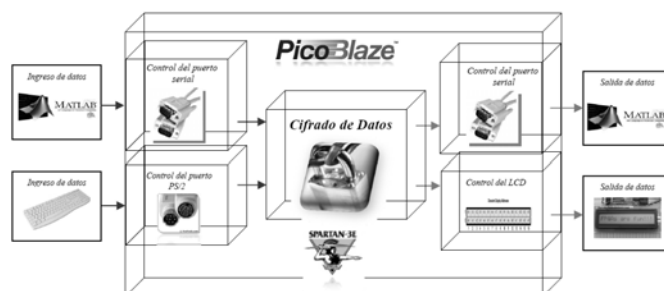 PicoBlaze™
Ingreso de datos
MATLAB
Control del puerto
serial
Cifrado de Datos
Control del puerto
serial
Salida de datos
MATLAB
Ingreso de datos
Control del puerto
PS/2
Control del LCD
Salida de datos
SPARTAN-3E